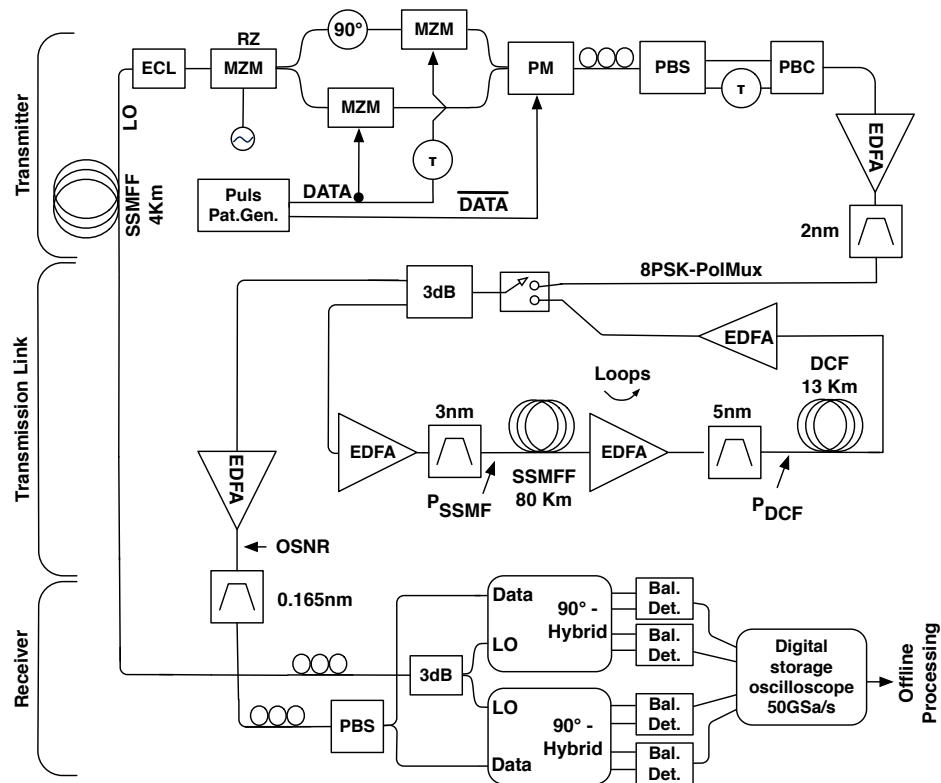 Transmitter
LO
ECL
RZ
MZM
90°
MZM
MZM
PM
PBS
PBC
τ
EDFA
SSMFF
4Km
Puls
Pat.Gen.
DATA
τ
DATA
2nm
Transmission Link
8PSK-PolMux
3dB
EDFA
Loops
DCF
13 Km
EDFA
3nm
SSMFF
80 Km
EDFA
5nm
PSSMF
PDCF
EDFA
OSNR
0.165nm
Receiver
Data
90° -
Hybrid
LO
Bal.
Det.
Bal.
Det.
3dB
PBS
LO
90° -
Hybrid
Data
Bal.
Det.
Bal.
Det.
Digital
storage
oscilloscope
50GSa/s
Offline
Processing